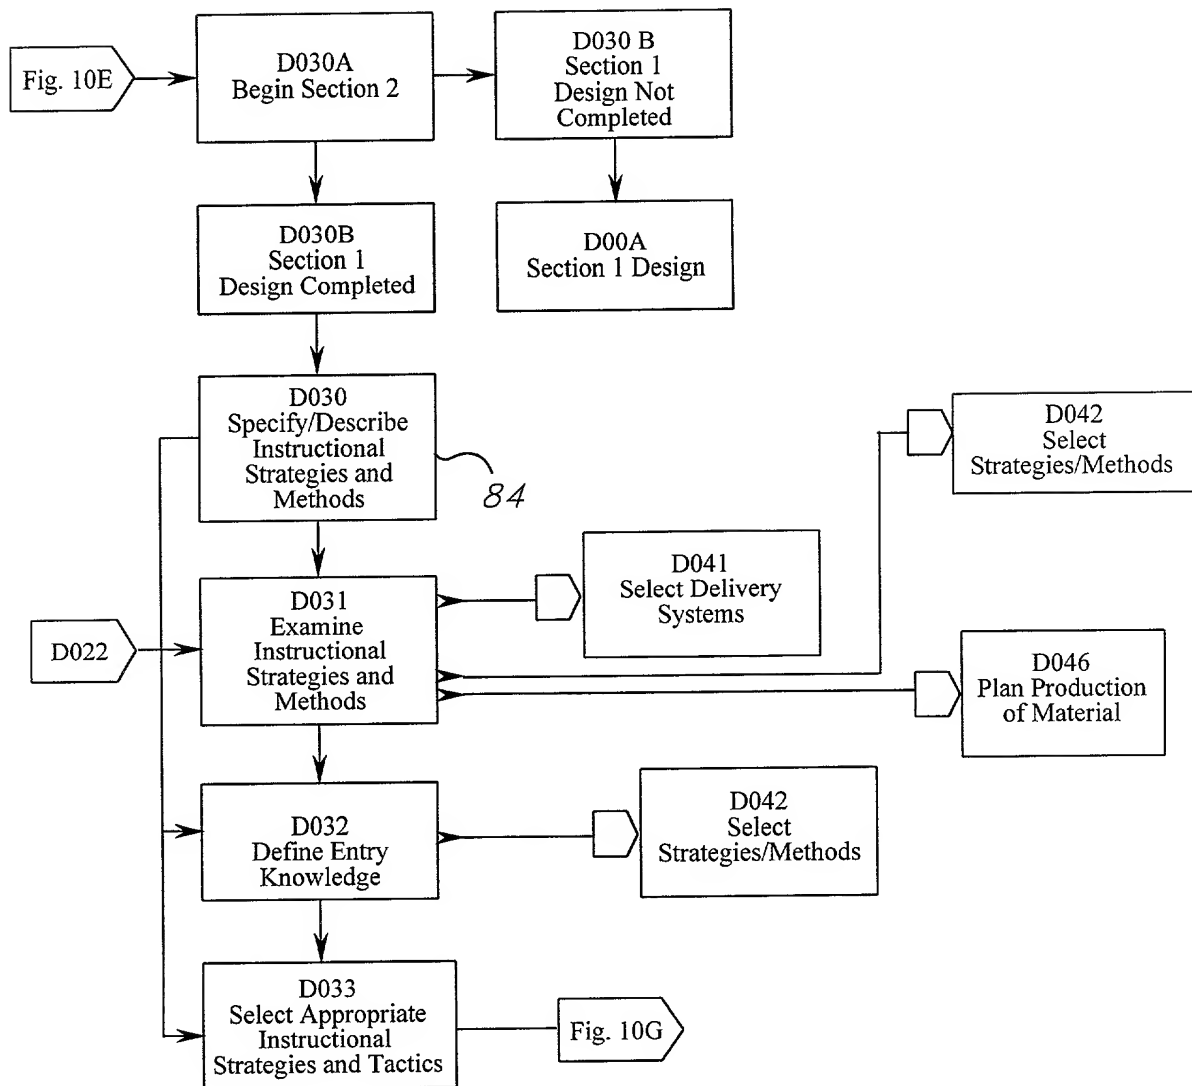 Fig. 10E
D030A
Begin Section 2
D030 B
Section 1
Design Not
Completed
D030B
Section 1
Design Completed
D00A
Section 1 Design
D030
Specify/Describe
Instructional
Strategies and
Methods
84
D042
Select
Strategies/Methods
D041
Select Delivery
Systems
D022
D031
Examine
Instructional
Strategies and
Methods
D046
Plan Production
of Material
D032
Define Entry
Knowledge
D042
Select
Strategies/Methods
D033
Select Appropriate
Instructional
Strategies and Tactics
Fig. 10G